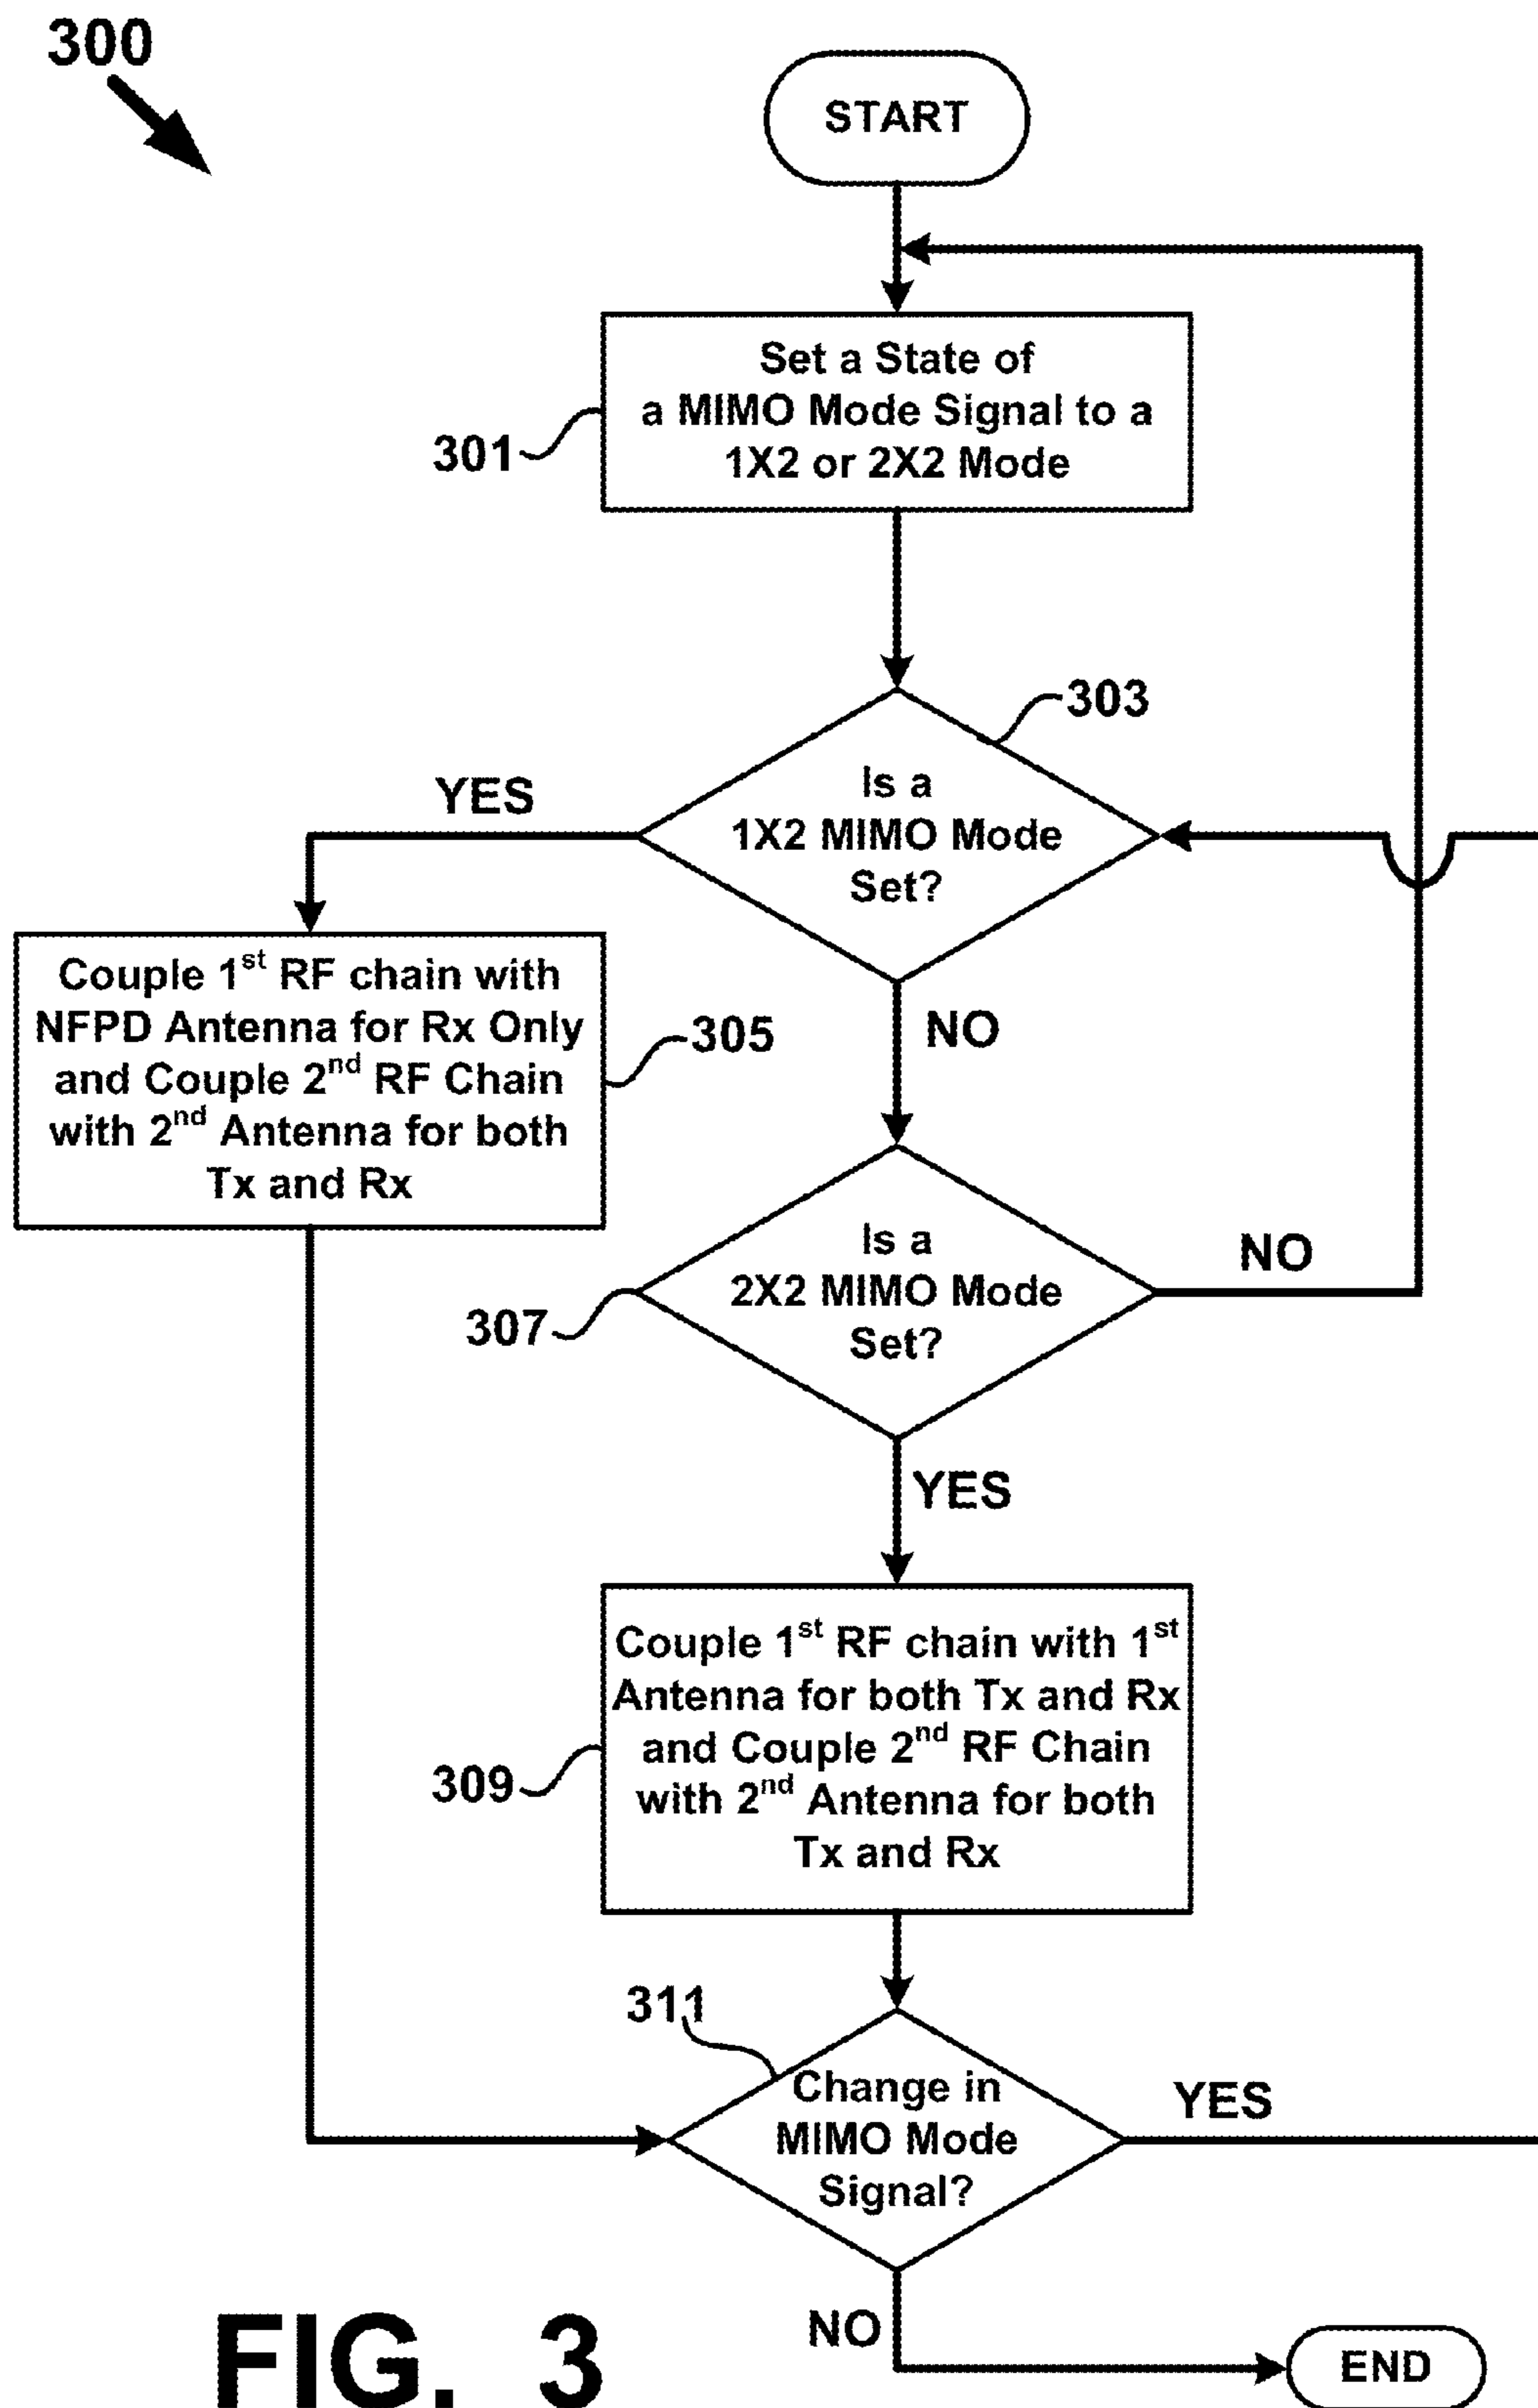 300
START
Set a State of
a MIMO Mode Signal to a
1X2 or 2X2 Mode
301
303
Is a
1X2 MIMO Mode
Set?
YES
NO
Couple 1st RF chain with
NFPD Antenna for Rx Only
and Couple 2nd RF Chain
with 2nd Antenna for both
Tx and Rx
305
Is a
2X2 MIMO Mode
Set?
307
NO
YES
Couple 1st RF chain with 1st
Antenna for both Tx and Rx
and Couple 2nd RF Chain
with 2nd Antenna for both
Tx and Rx
309
311
Change in
MIMO Mode
Signal?
YES
NO
END
FIG. 3